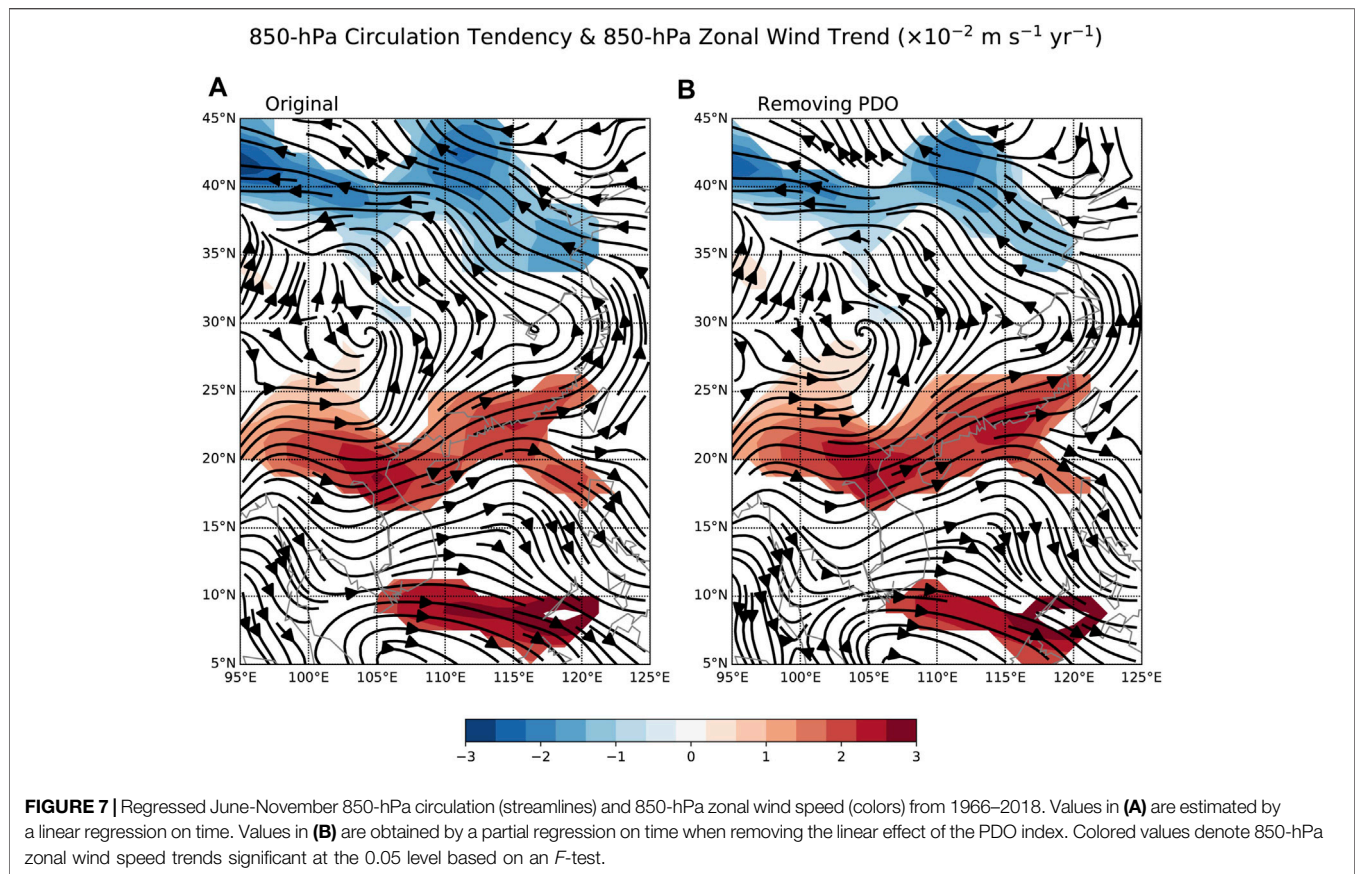 850-hPa Circulation Tendency & 850-hPa Zonal Wind Trend (×10⁻² m s⁻¹ yr⁻¹)
A
Original
45°N
40°N
35°N
30°N
25°N
20°N
15°N
10°N
5°N
95°E 100°E 105°E 110°E 115°E 120°E 125°E
B
Removing PDO
45°N
40°N
35°N
30°N
25°N
20°N
15°N
10°N
5°N
95°E 100°E 105°E 110°E 115°E 120°E 125°E
−3 −2 −1 0 1 2 3
FIGURE 7 | Regressed June-November 850-hPa circulation (streamlines) and 850-hPa zonal wind speed (colors) from 1966–2018. Values in (A) are estimated by
a linear regression on time. Values in (B) are obtained by a partial regression on time when removing the linear effect of the PDO index. Colored values denote 850-hPa
zonal wind speed trends significant at the 0.05 level based on an F-test.